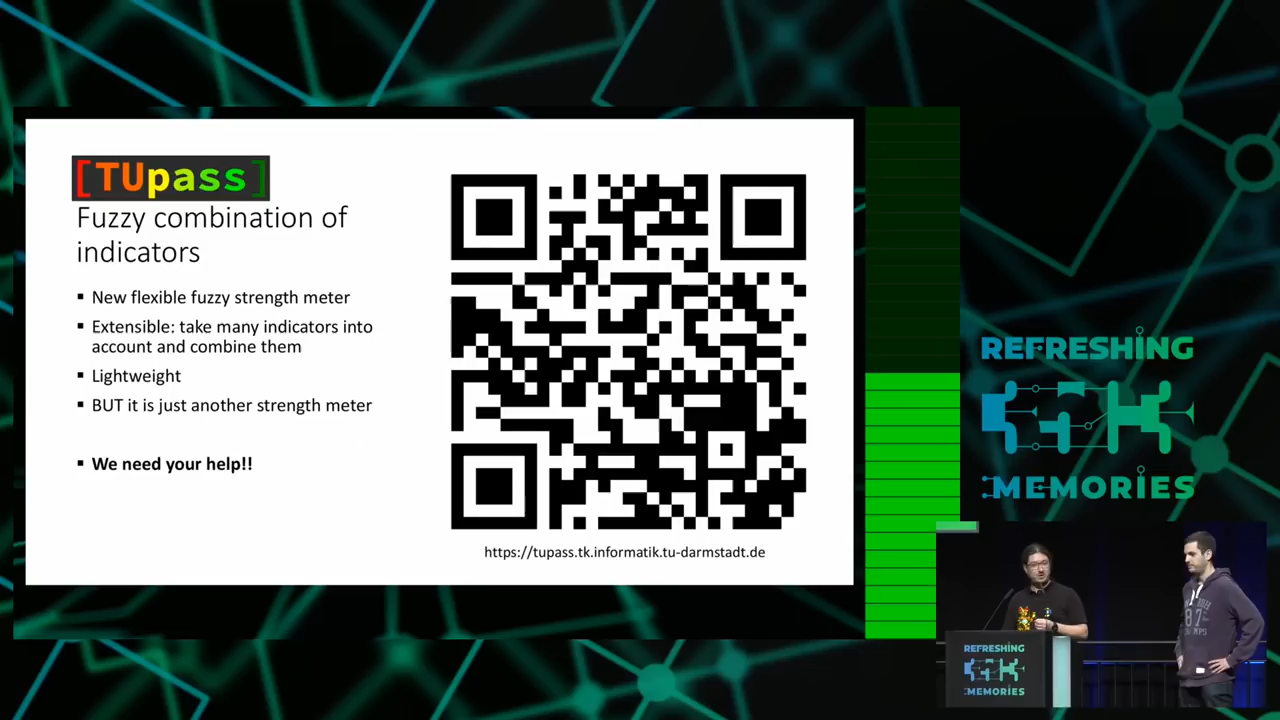 [TUpass]
Fuzzy combination of
indicators
New flexible fuzzy strength meter
Extensible: take many indicators into
account and combine them
Lightweight
BUT it is just another strength meter
We need your help!!
https://tupass.tk.informatik.tu-darmstadt.de
REFRESHING
MEMORIES
REFRESHING
MEMORIES
87